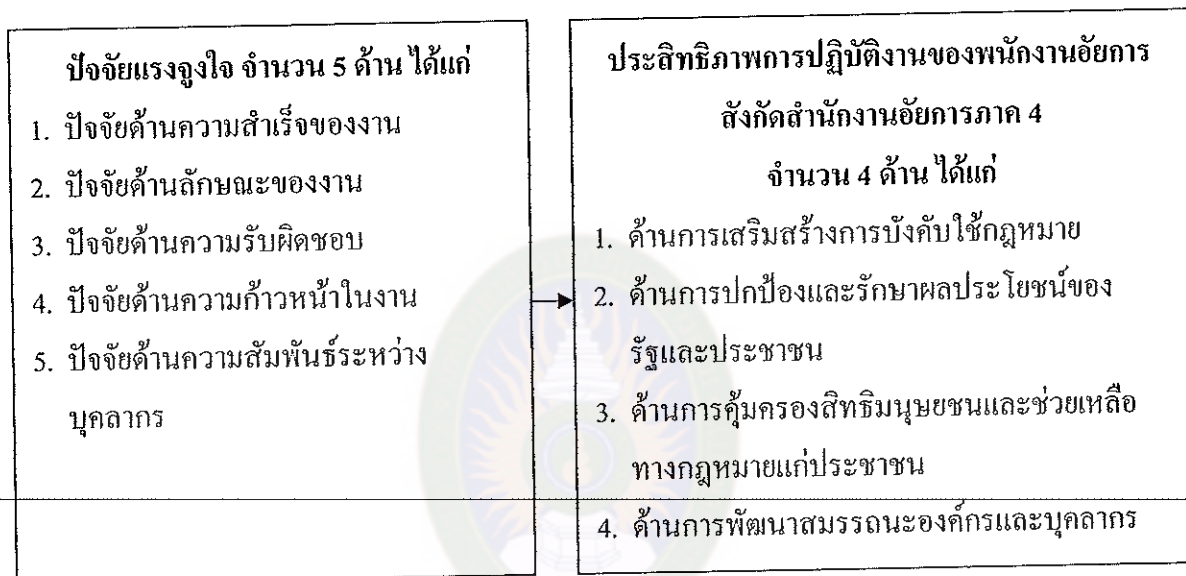 ปัจจัยแรงจูงใจ จำนวน 5 ด้าน ได้แก่
1. ปัจจัยด้านความสำเร็จของงาน
2. ปัจจัยด้านลักษณะของงาน
3. ปัจจัยด้านความรับผิดชอบ
4. ปัจจัยด้านความก้าวหน้าในงาน
5. ปัจจัยด้านความสัมพันธ์ระหว่าง
บุคลากร
ประสิทธิภาพการปฏิบัติงานของพนักงานอัยการ
สังกัดสำนักงานอัยการภาค 4
จำนวน 4 ด้าน ได้แก่
1. ด้านการเสริมสร้างการบังคับใช้กฎหมาย
2. ด้านการปกป้องและรักษาผลประโยชน์ของ
รัฐและประชาชน
3. ด้านการคุ้มครองสิทธิมนุษยชนและช่วยเหลือ
ทางกฎหมายแก่ประชาชน
4. ด้านการพัฒนาสมรรถนะองค์กรและบุคลากร